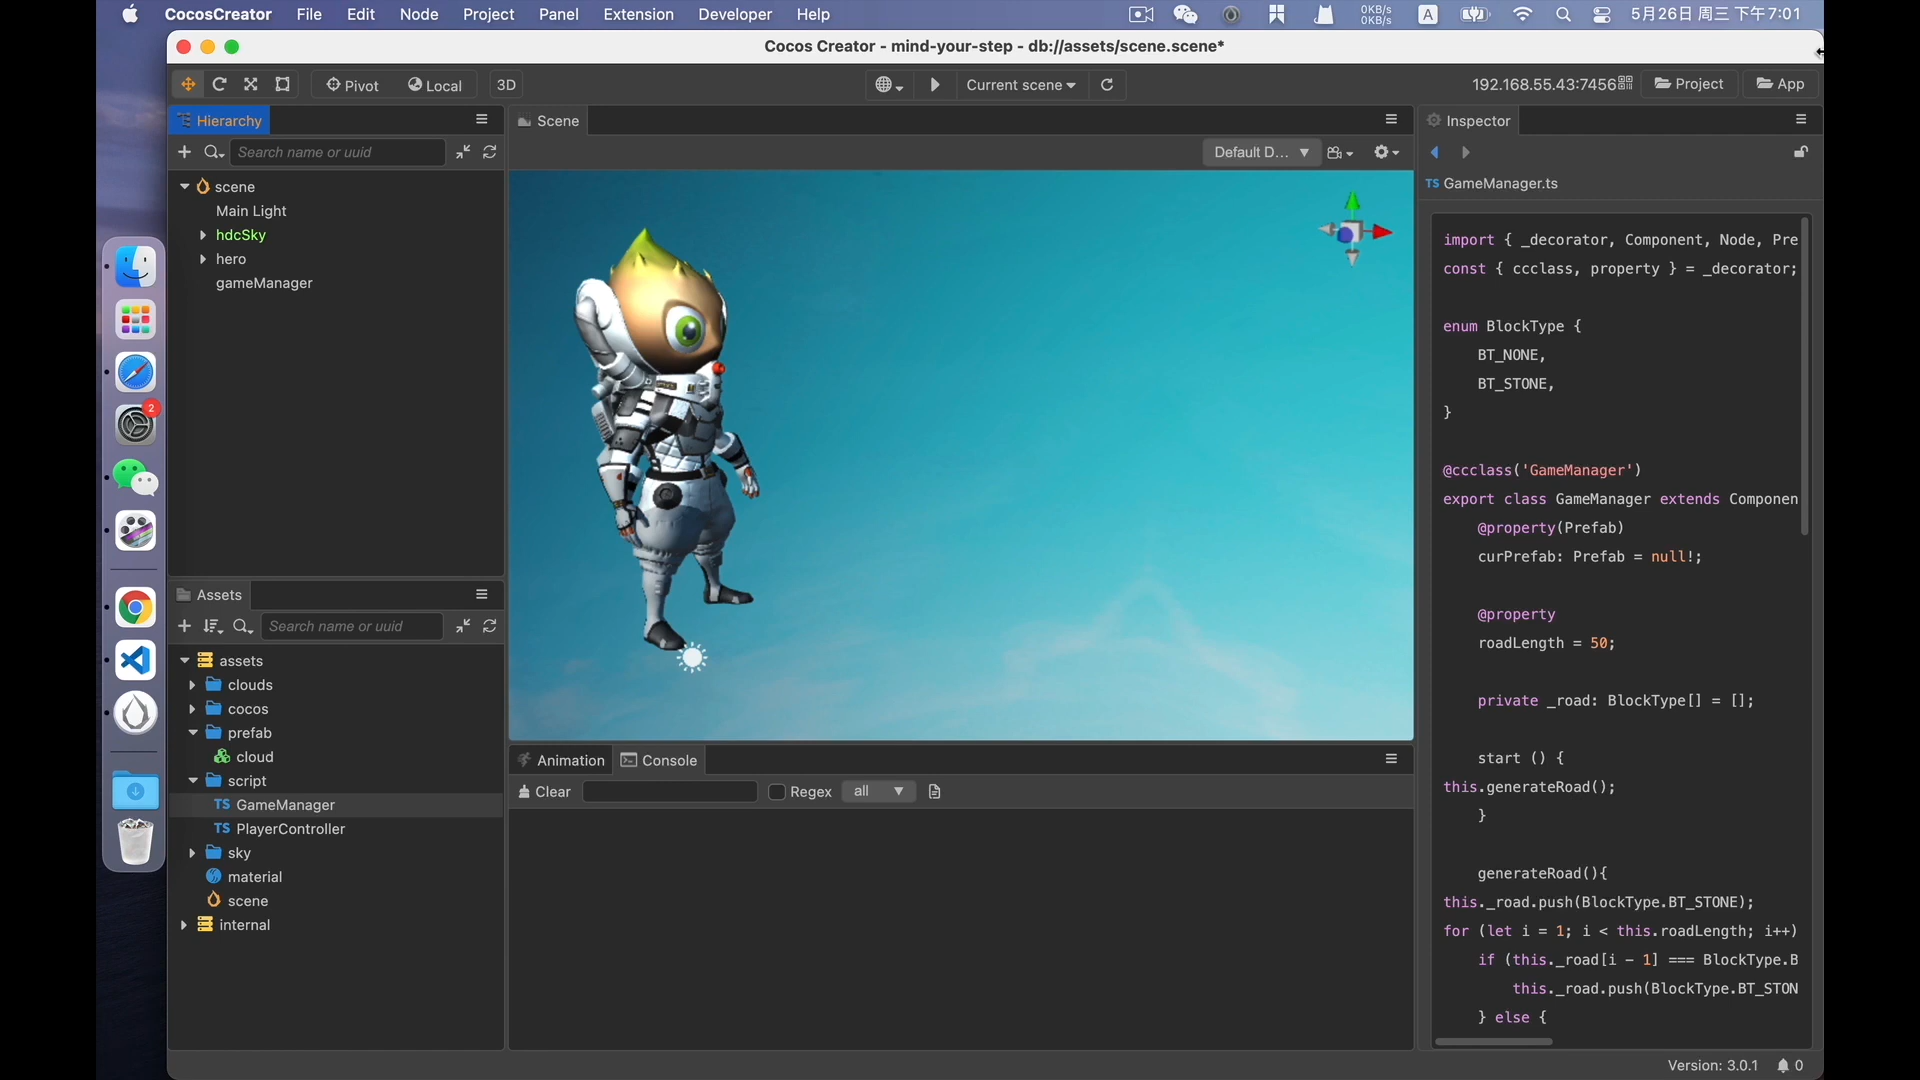 CocosCreator File Edit Node Project Panel Extension Developer Help
0KB/s
0KB/s
A
5月26日 周三 下午7:01
Cocos Creator - mind-your-step - db://assets/scene.scene*
Pivot Local 3D
Current scene
192.168.55.43:7456
Project App
Hierarchy
Search name or uuid
scene
Main Light
hdcSky
hero
gameManager
2
Assets
Search name or uuid
assets
clouds
cocos
prefab
cloud
script
TS GameManager
TS PlayerController
sky
material
scene
internal
Scene
Default D...
Animation Console
Clear Regex all
Inspector
TS GameManager.ts
import { _decorator, Component, Node, Pre
const { ccclass, property } = _decorator;
enum BlockType {
BT_NONE,
BT_STONE,
}
@ccclass('GameManager')
export class GameManager extends Componen
@property(Prefab)
curPrefab: Prefab = null!;
@property
roadLength = 50;
private _road: BlockType[] = [];
start () {
this.generateRoad();
}
generateRoad(){
this._road.push(BlockType.BT_STONE);
for (let i = 1; i < this.roadLength; i++)
if (this._road[i - 1] === BlockType.B
this._road.push(BlockType.BT_STON
} else {
Version: 3.0.1 0